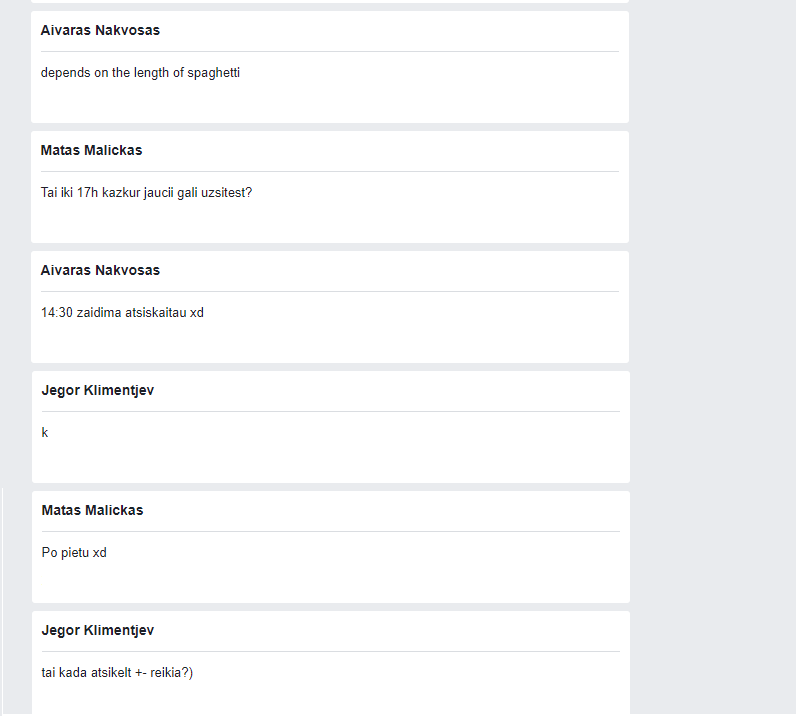 Aivaras Nakvosas
depends on the length of spaghetti
Matas Malickas
Tai iki 17h kazkur jaucii gali uzsitest?
Aivaras Nakvosas
14:30 zaidima atsiskaitau xd
Jegor Klimentjev
k
Matas Malickas
Po pietu xd
Jegor Klimentjev
tai kada atsikelt +- reikia?)